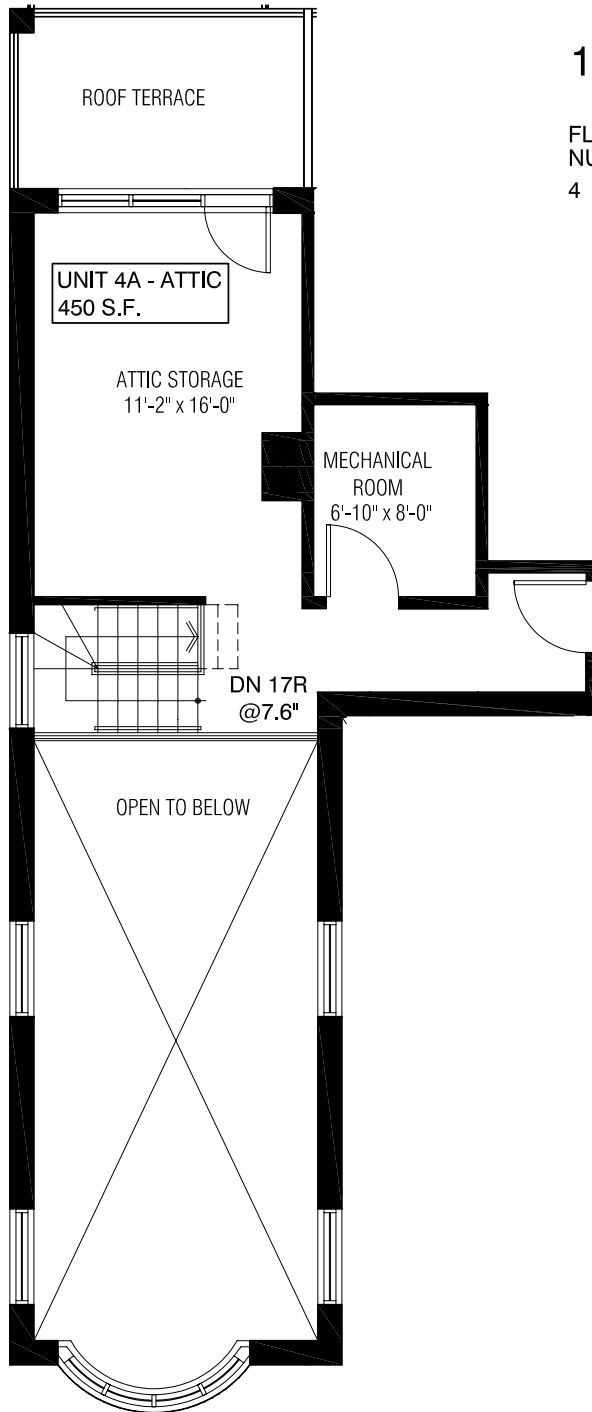 ROOF TERRACE
1
FL
NU
4
UNIT 4A - ATTIC
450 S.F.
ATTIC STORAGE
11'-2" x 16'-0"
MECHANICAL
ROOM
6'-10" x 8'-0"
DN 17R
@7.6"
OPEN TO BELOW